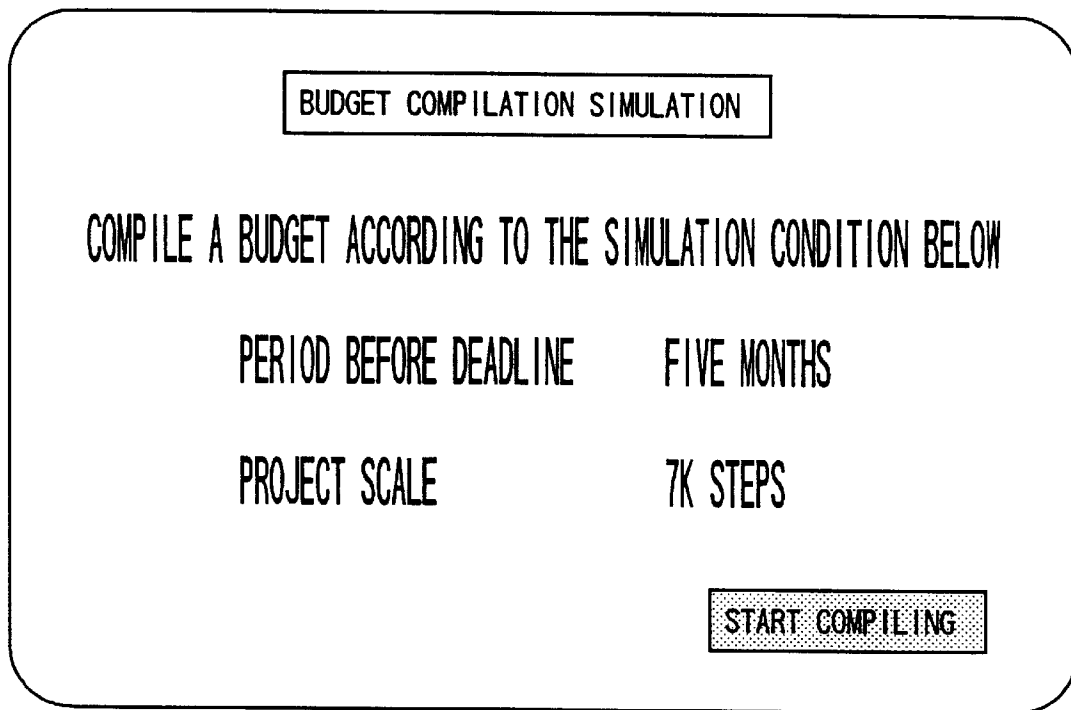 BUDGET COMPILATION SIMULATION
COMPILE A BUDGET ACCORDING TO THE SIMULATION CONDITION BELOW
PERIOD BEFORE DEADLINE FIVE MONTHS
PROJECT SCALE 7K STEPS
START COMPILING